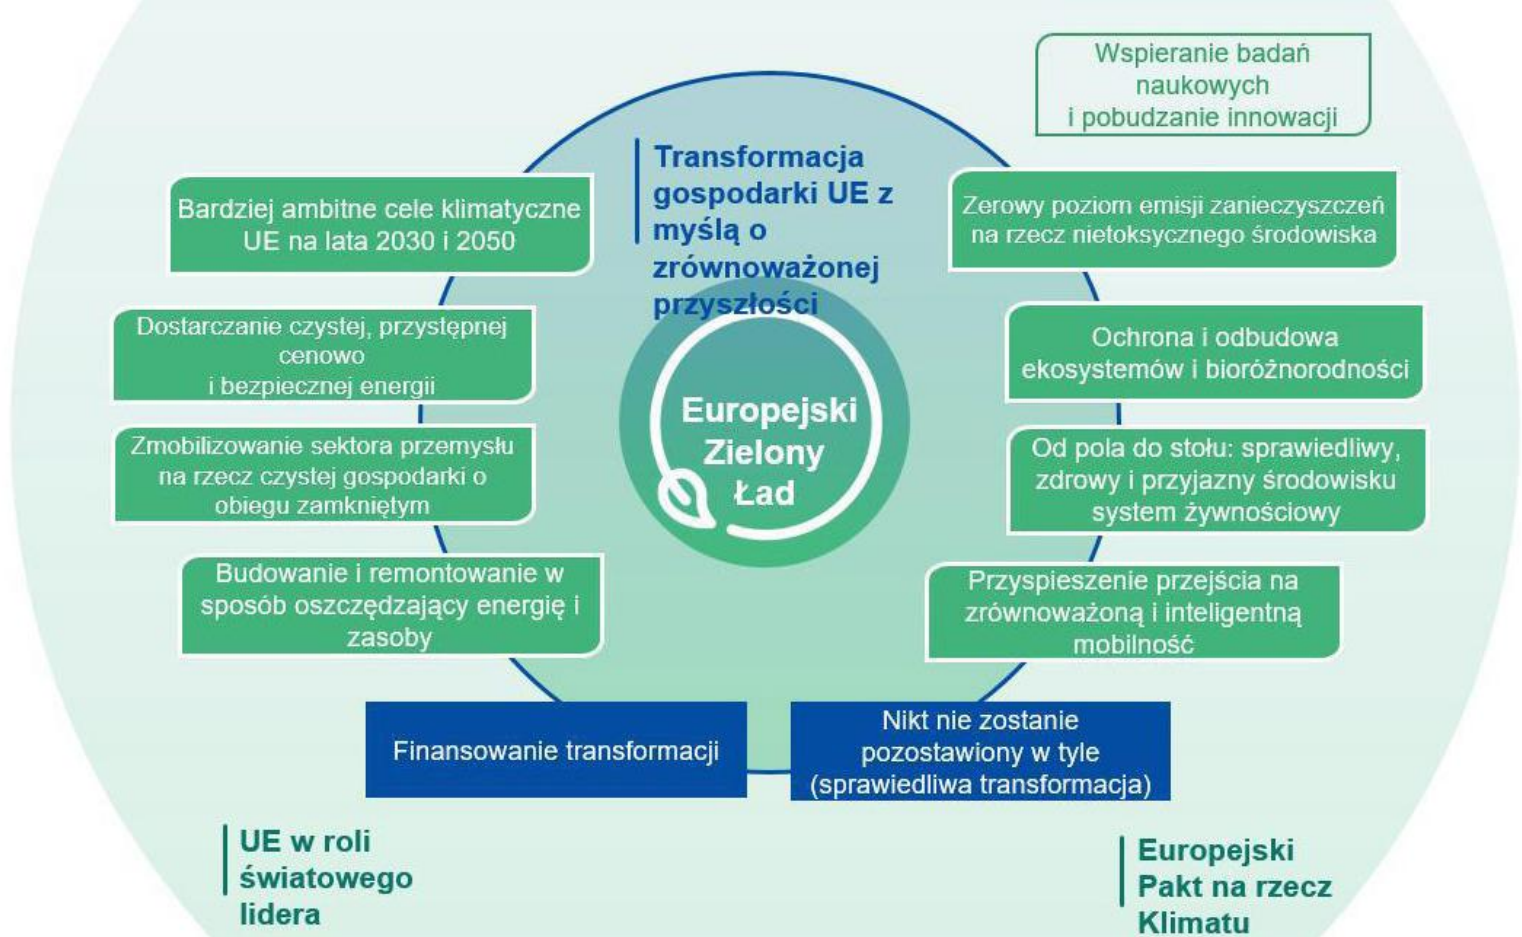 Wspieranie badań
naukowych
i pobudzanie innowacji
Transformacja
gospodarki UE z
myślą o
zrównoważonej
przyszłości
Bardziej ambitne cele klimatyczne
UE na lata 2030 i 2050
Zerowy poziom emisji zanieczyszczeń
na rzecz nietoksycznego środowiska
Dostarczanie czystej, przystępnej
cenowo
i bezpiecznej energii
Ochrona i odbudowa
ekosystemów i bioróżnorodności
Europejski
Zielony
Ład
Zmobilizowanie sektora przemysłu
na rzecz czystej gospodarki o
obiegu zamkniętym
Od pola do stołu: sprawiedliwy,
zdrowy i przyjazny środowisku
system żywnościowy
Budowanie i remontowanie w
sposób oszczędzający energię i
zasoby
Przyspieszenie przejścia na
zrównoważoną i inteligentną
mobilność
Finansowanie transformacji
Nikt nie zostanie
pozostawiony w tyle
(sprawiedliwa transformacja)
UE w roli
światowego
lidera
Europejski
Pakt na rzecz
Klimatu